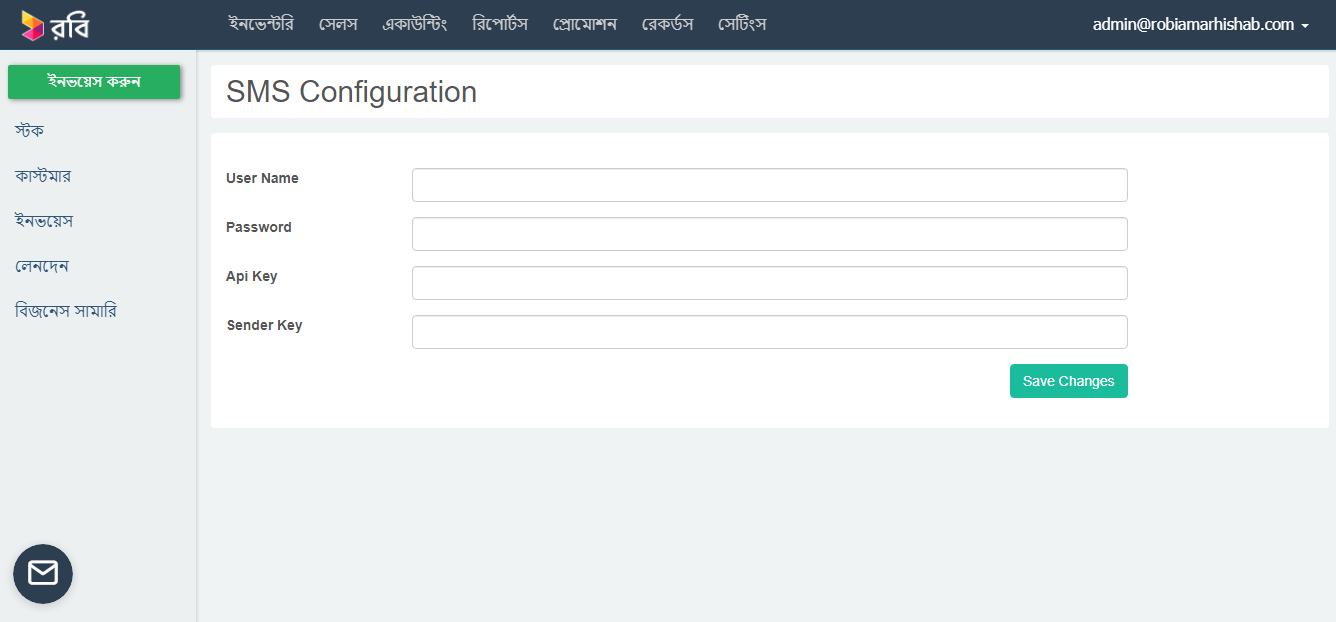 রবি
ইনভেন্টরি সেলস একাউন্টিং রিপোর্টস প্রোমোশন রেকর্ডস সেটিংস
admin@robiamarhishab.com
ইনভয়েস করুন
স্টক
কাস্টমার
ইনভয়েস
লেনদেন
বিজনেস সামারি
SMS Configuration
User Name
Password
Api Key
Sender Key
Save Changes